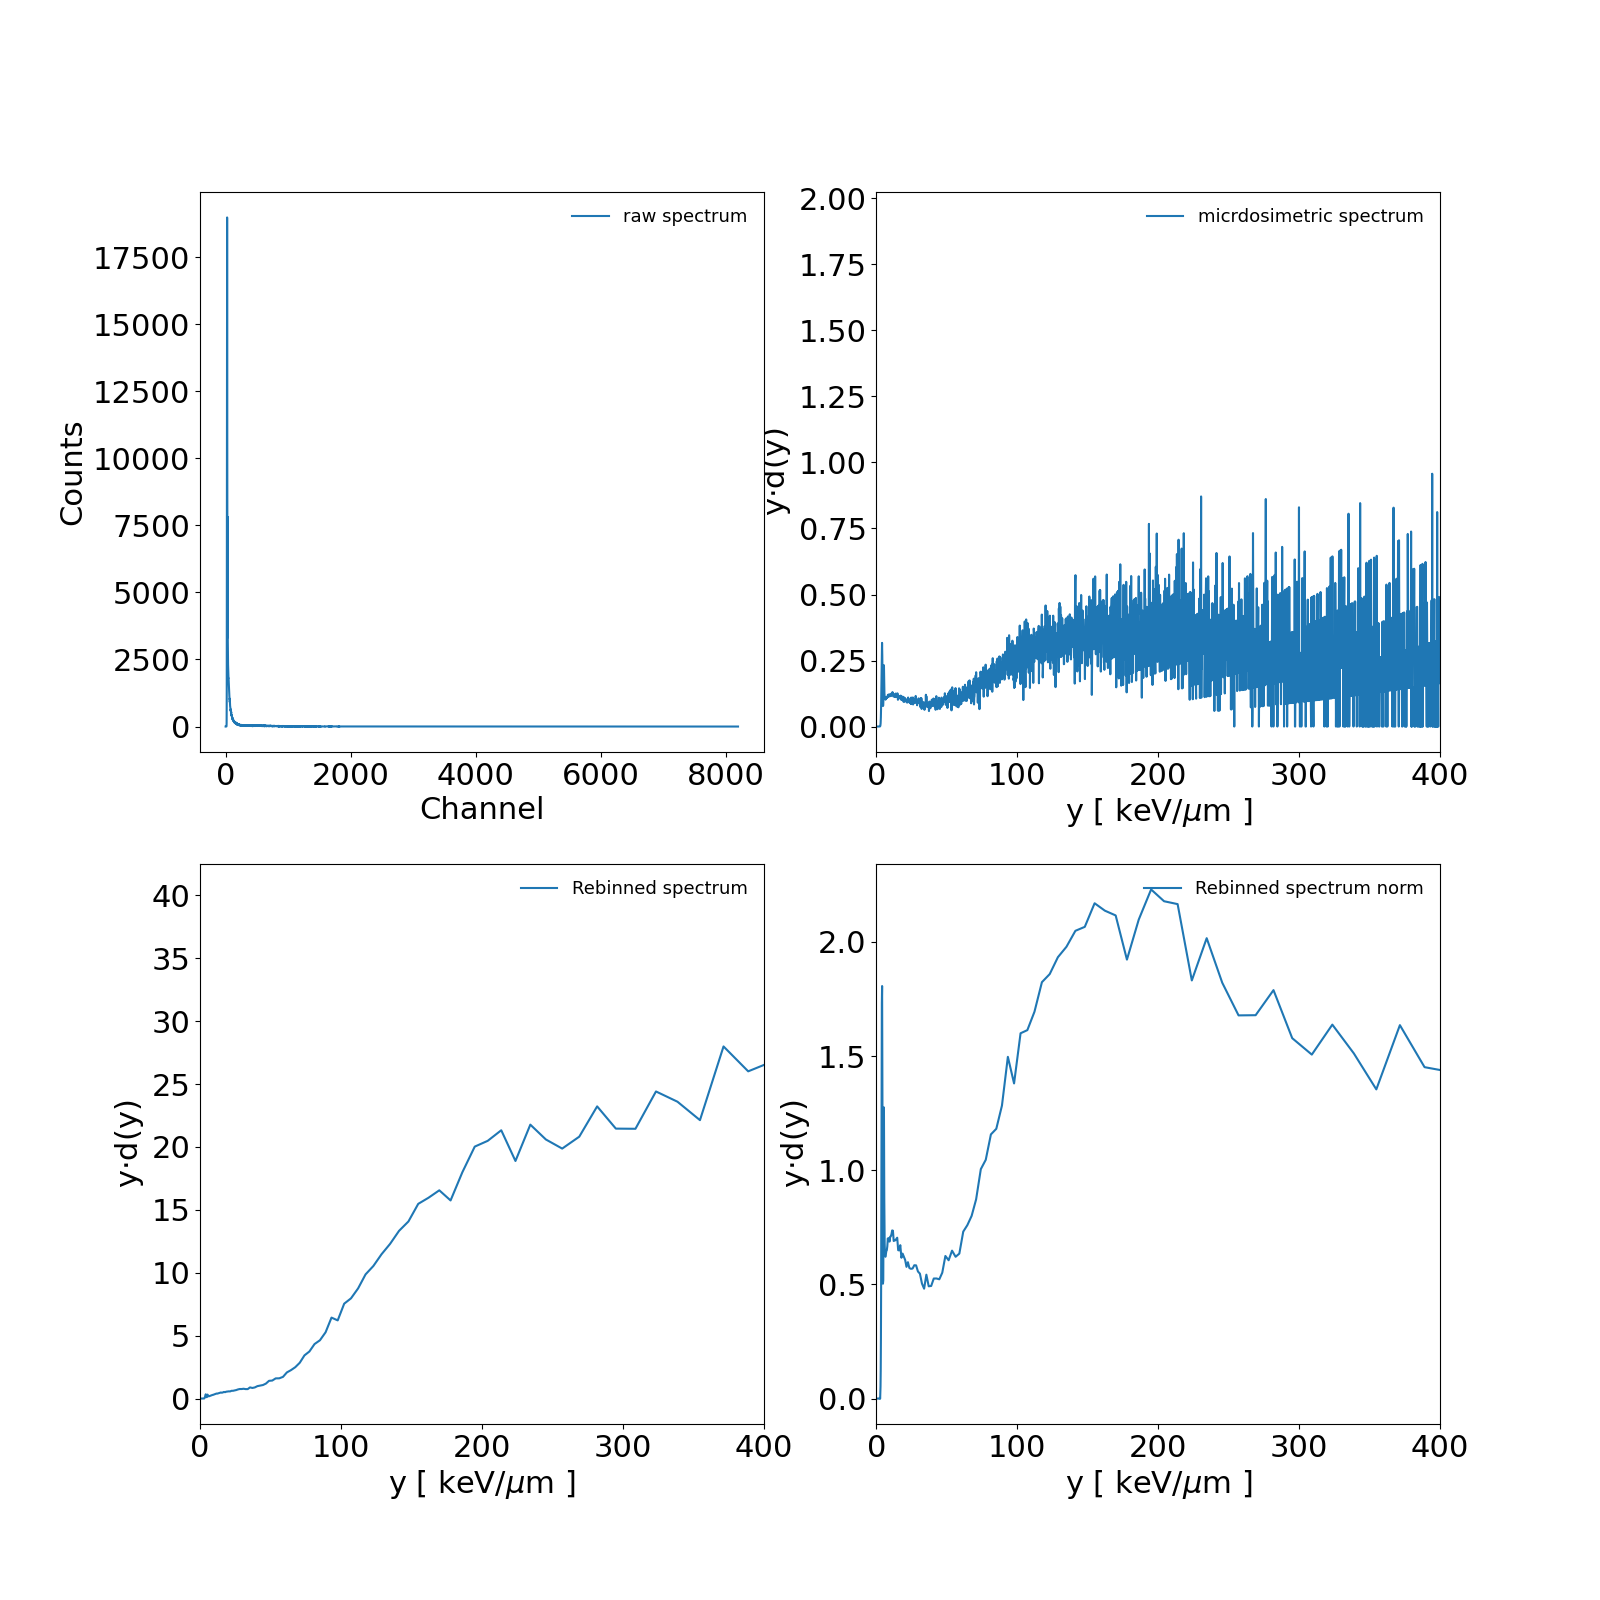 raw spectrum
17500
15000
12500
10000
7500
5000
2500
0
Counts
0 2000 4000 6000 8000
Channel
micrdosimetric spectrum
2.00
1.75
1.50
1.25
1.00
0.75
0.50
0.25
0.00
y·d(y)
0 100 200 300 400
y [ keV/μm ]
Rebinned spectrum
40
35
30
25
20
15
10
5
0
y·d(y)
0 100 200 300 400
y [ keV/μm ]
Rebinned spectrum norm
2.0
1.5
1.0
0.5
0.0
y·d(y)
0 100 200 300 400
y [ keV/μm ]